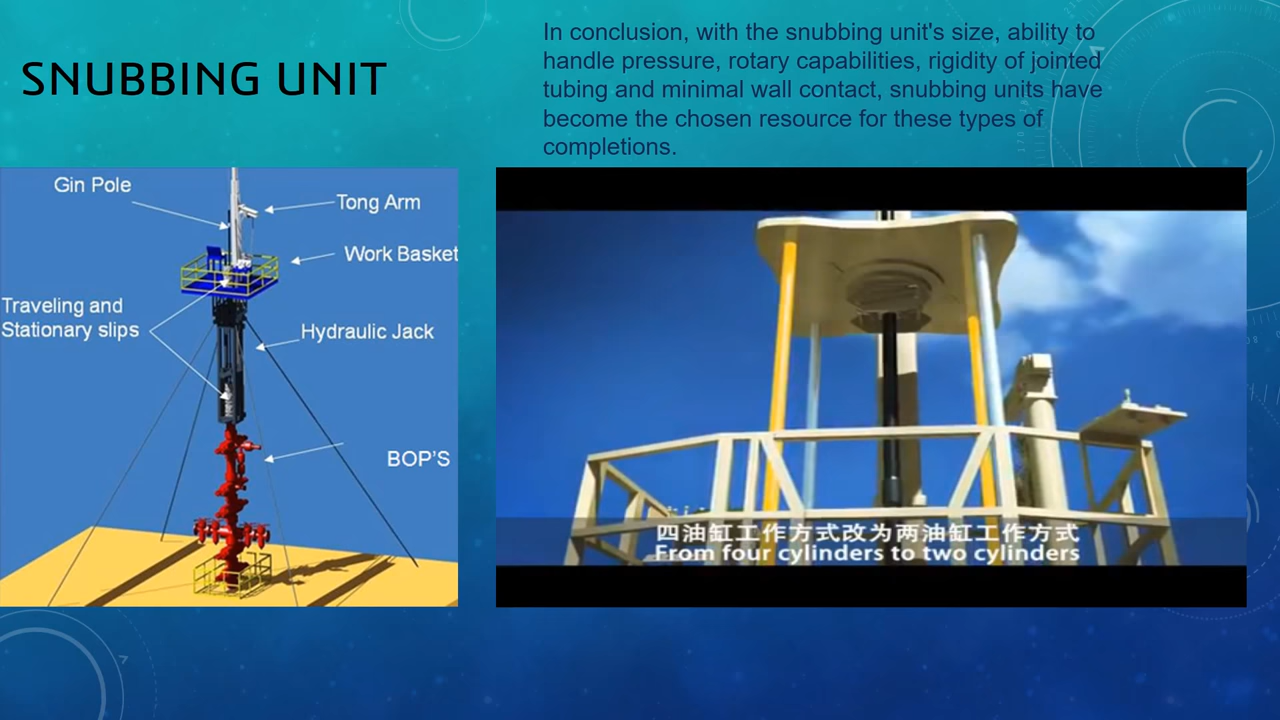 SNUBBING UNIT
In conclusion, with the snubbing unit's size, ability to
handle pressure, rotary capabilities, rigidity of jointed
tubing and minimal wall contact, snubbing units have
become the chosen resource for these types of
completions.
Gin Pole
Tong Arm
Work Basket
Traveling and
Stationary slips
Hydraulic Jack
BOP'S
四油缸工作方式改为两油缸工作方式
From four cylinders to two cylinders